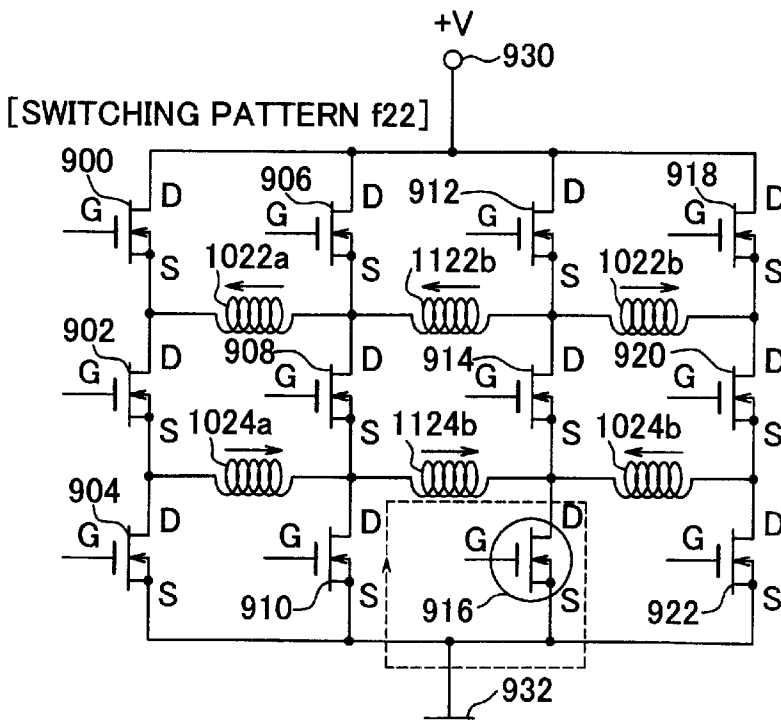 +V
930
[SWITCHING PATTERN f22]
900
906
912
918
D
D
D
D
G
G
G
G
S
S
S
S
1022a
1122b
1022b
902
908
914
920
D
D
D
D
G
G
G
G
S
S
S
S
1024a
1124b
1024b
904
D
D
D
D
G
G
G
G
S
S
S
S
910
916
922
932